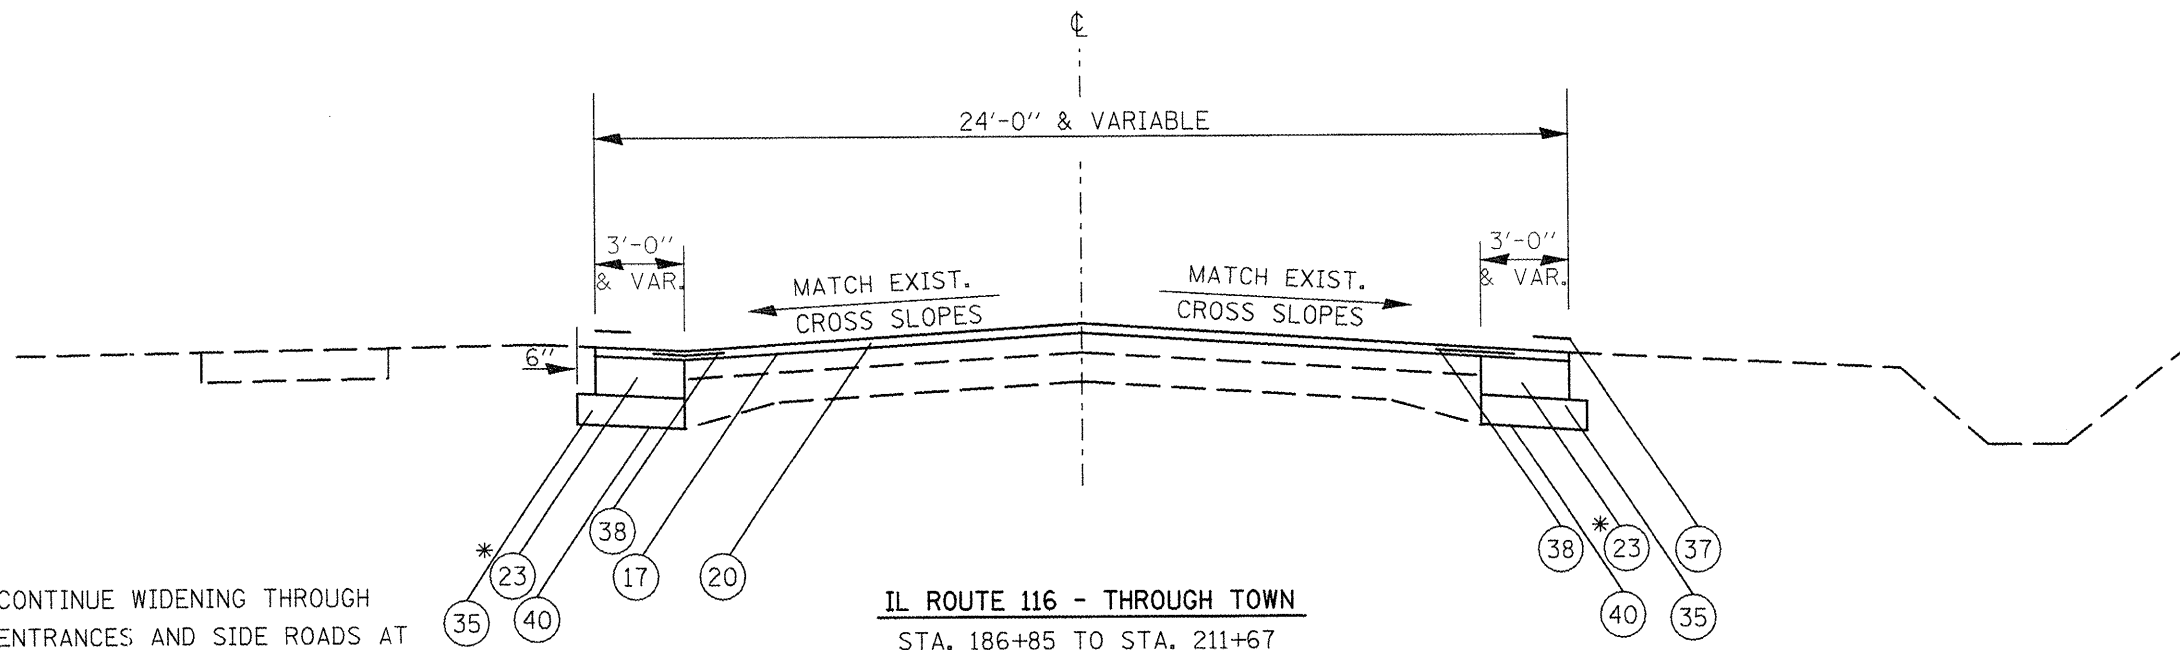 ℄
24'-0" & VARIABLE
3'-0"
& VAR.
3'-0"
& VAR.
MATCH EXIST.
CROSS SLOPES
MATCH EXIST.
CROSS SLOPES
6"
38
* 23
17
20
40
35
38
* 23
37
40
35
CONTINUE WIDENING THROUGH
ENTRANCES AND SIDE ROADS AT
IL ROUTE 116 - THROUGH TOWN
STA. 186+85 TO STA. 211+67